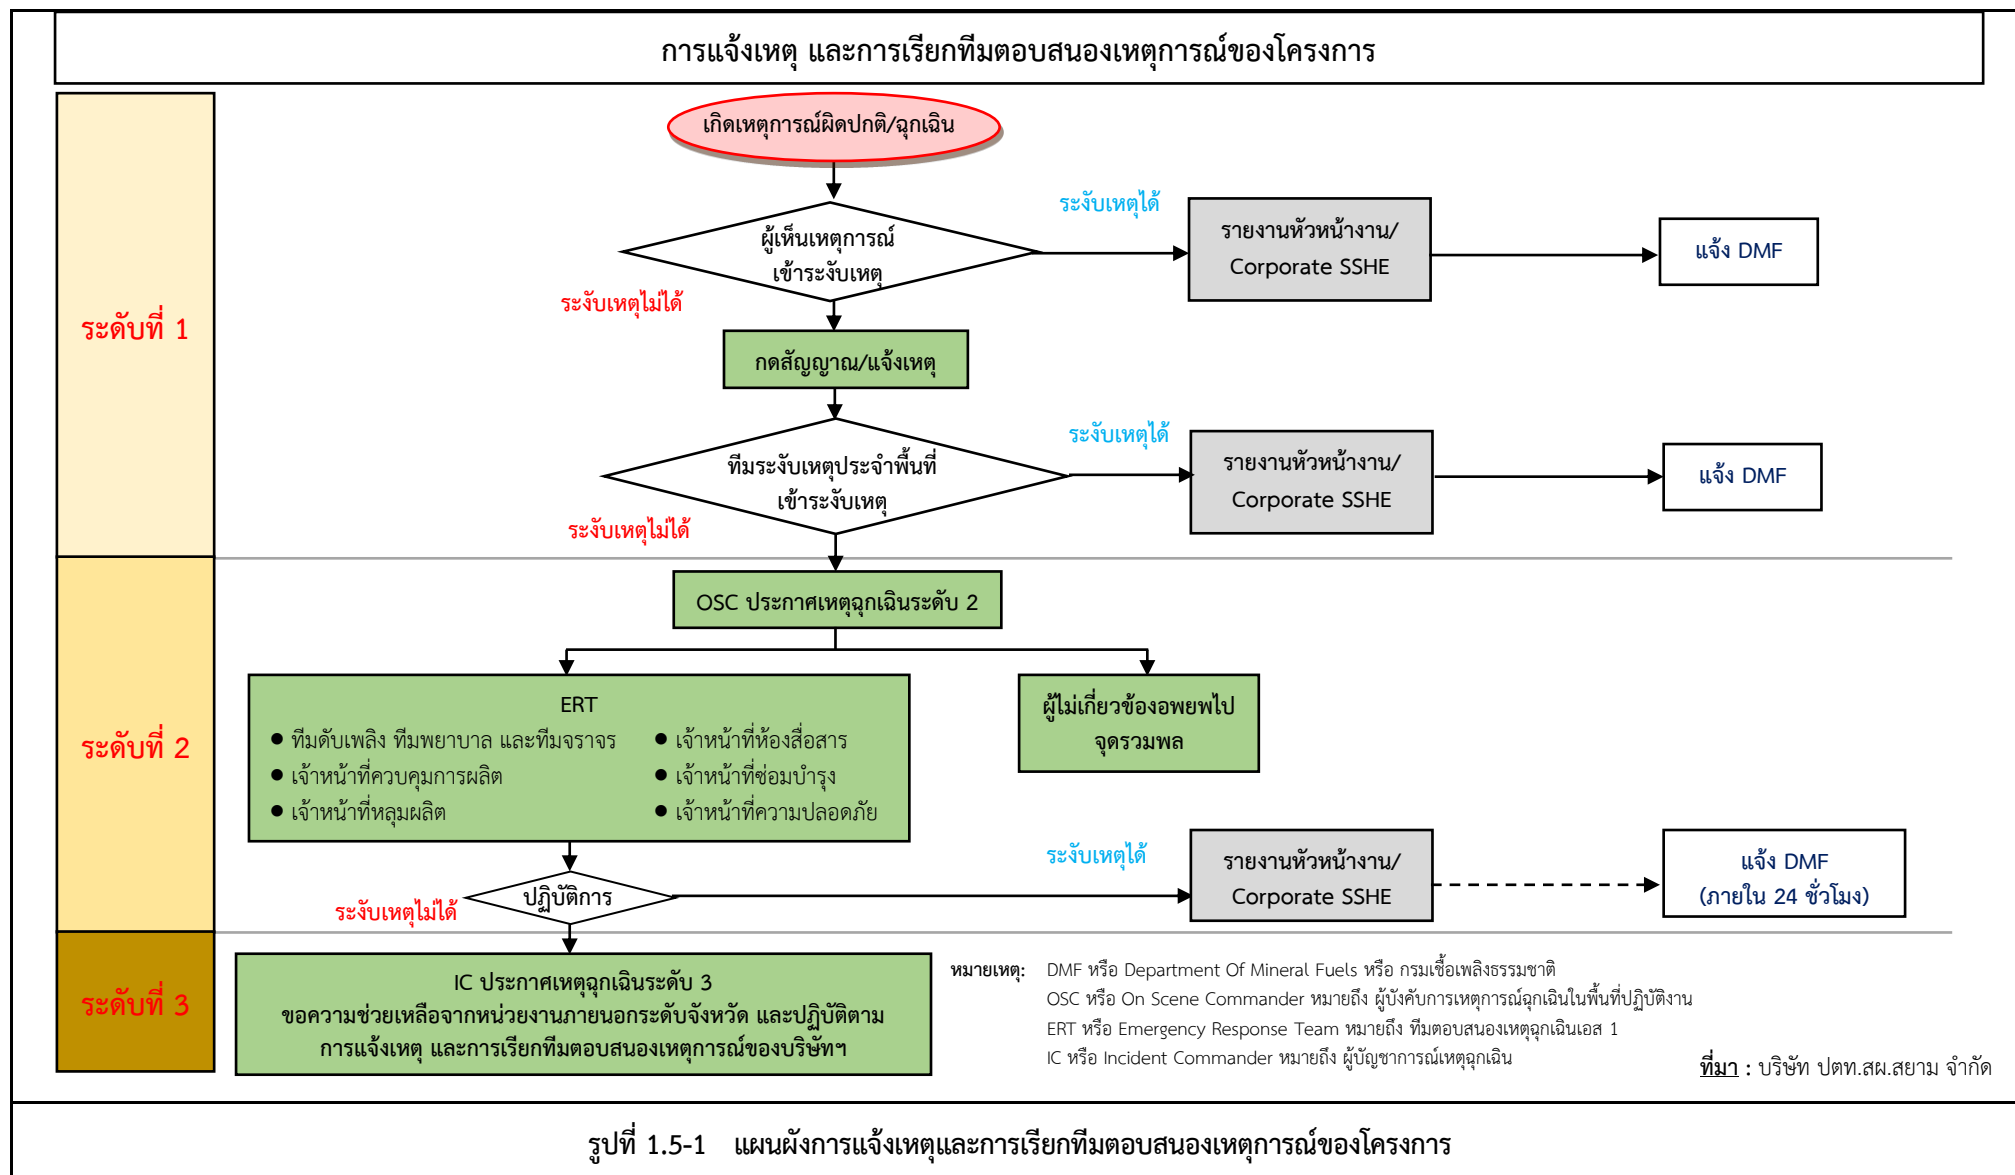 การแจ้งเหตุ และการเรียกทีมตอบสนองเหตุการณ์ของโครงการ
ระดับที่ 1
เกิดเหตุการณ์ผิดปกติ/ฉุกเฉิน
ผู้เห็นเหตุการณ์
เข้าระงับเหตุ
ระงับเหตุได้
รายงานหัวหน้างาน/
Corporate SSHE
แจ้ง DMF
ระงับเหตุไม่ได้
กดสัญญาณ/แจ้งเหตุ
ทีมระงับเหตุประจำพื้นที่
เข้าระงับเหตุ
ระงับเหตุได้
รายงานหัวหน้างาน/
Corporate SSHE
แจ้ง DMF
ระงับเหตุไม่ได้
ระดับที่ 2
OSC ประกาศเหตุฉุกเฉินระดับ 2
ERT
● ทีมดับเพลิง ทีมพยาบาล และทีมจราจร
● เจ้าหน้าที่ควบคุมการผลิต
● เจ้าหน้าที่หลุมผลิต
● เจ้าหน้าที่ห้องสื่อสาร
● เจ้าหน้าที่ซ่อมบำรุง
● เจ้าหน้าที่ความปลอดภัย
ผู้ไม่เกี่ยวข้องอพยพไป
จุดรวมพล
ปฏิบัติการ
ระงับเหตุได้
รายงานหัวหน้างาน/
Corporate SSHE
แจ้ง DMF
(ภายใน 24 ชั่วโมง)
ระงับเหตุไม่ได้
ระดับที่ 3
IC ประกาศเหตุฉุกเฉินระดับ 3
ขอความช่วยเหลือจากหน่วยงานภายนอกระดับจังหวัด และปฏิบัติตาม
การแจ้งเหตุ และการเรียกทีมตอบสนองเหตุการณ์ของบริษัทฯ
หมายเหตุ: DMF หรือ Department Of Mineral Fuels หรือ กรมเชื้อเพลิงธรรมชาติ
OSC หรือ On Scene Commander หมายถึง ผู้บังคับการเหตุการณ์ฉุกเฉินในพื้นที่ปฏิบัติงาน
ERT หรือ Emergency Response Team หมายถึง ทีมตอบสนองเหตุฉุกเฉินเอส 1
IC หรือ Incident Commander หมายถึง ผู้บัญชาการณ์เหตุฉุกเฉิน
ที่มา : บริษัท ปตท.สผ.สยาม จำกัด
รูปที่ 1.5-1 แผนผังการแจ้งเหตุและการเรียกทีมตอบสนองเหตุการณ์ของโครงการ